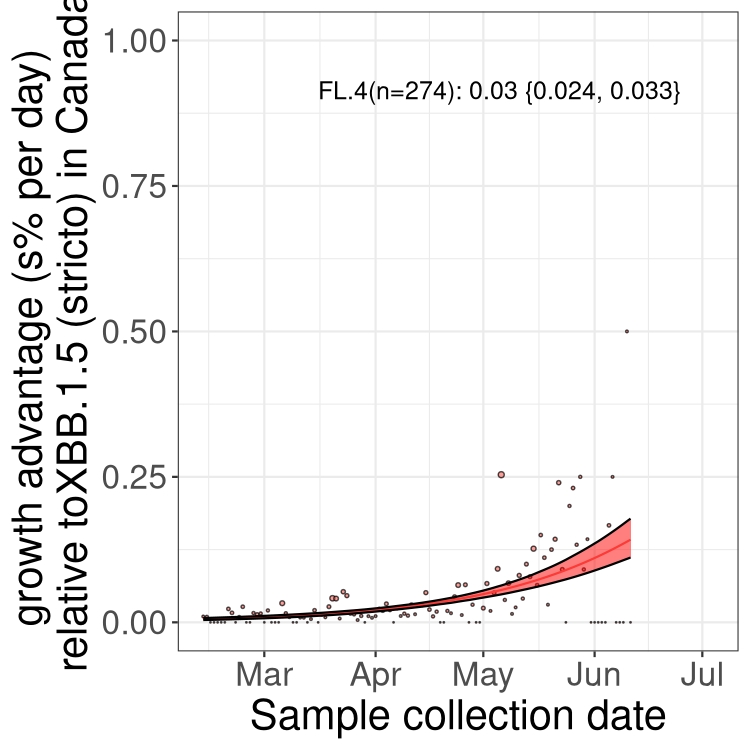 growth advantage (s% per day)
relative toXBB.1.5 (stricto) in Canada
1.00
0.75
0.50
0.25
0.00
FL.4(n=274): 0.03 {0.024, 0.033}
Mar Apr May Jun Jul
Sample collection date